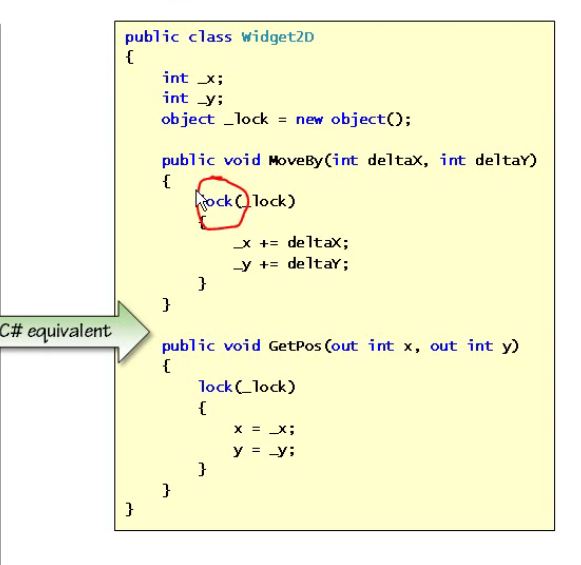 public class Widget2D
{
int _x;
int _y;
object _lock = new object();
public void MoveBy(int deltaX, int deltaY)
{
lock(_lock)
{
_x += deltaX;
_y += deltaY;
}
}
C# equivalent
public void GetPos(out int x, out int y)
{
lock(_lock)
{
x = _x;
y = _y;
}
}
}